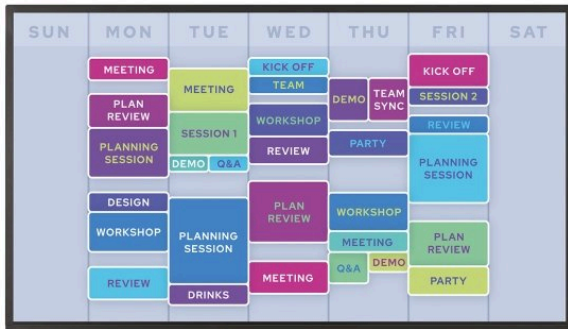 SUN MON TUE WED THU FRI SAT
MEETING
PLAN
REVIEW
PLANNING
SESSION
DESIGN
WORKSHOP
REVIEW
MEETING
SESSION 1
DEMO Q&A
PLANNING
SESSION
DRINKS
KICK OFF
TEAM
WORKSHOP
REVIEW
PLAN
REVIEW
MEETING
DEMO
TEAM
SYNC
PARTY
WORKSHOP
MEETING
Q&A
DEMO
KICK OFF
SESSION 2
REVIEW
PLANNING
SESSION
PLAN
REVIEW
PARTY